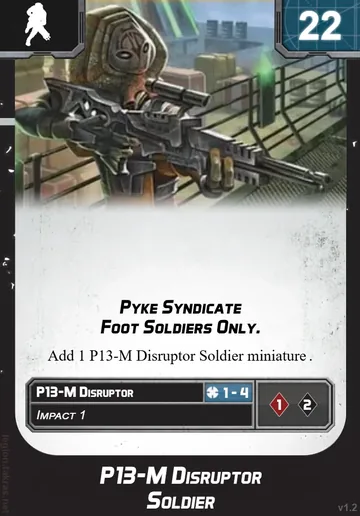 22
Pyke Syndicate
Foot Soldiers Only.
Add 1 P13-M Disruptor Soldier miniature .
P13-M Disruptor 1 - 4
Impact 1
1 2
P13-M Disruptor
Soldier
v1.2